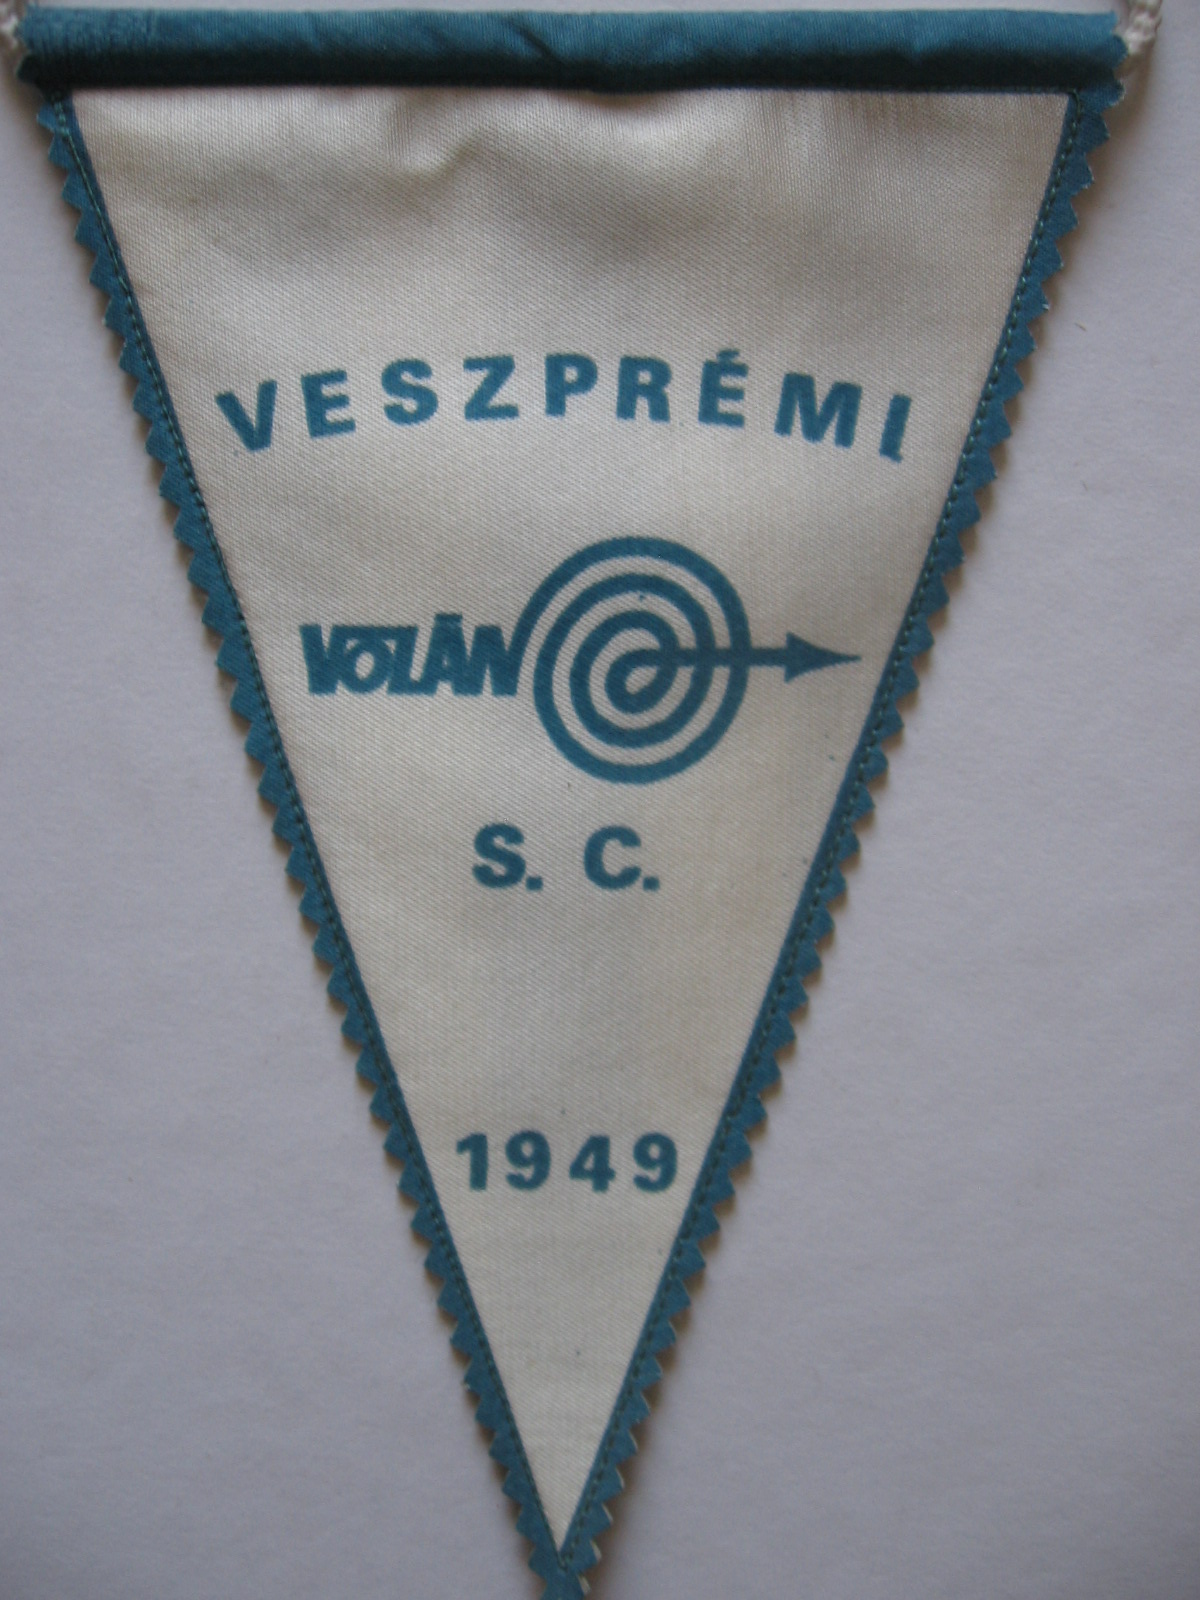 VESZPRÉMI
VOLÁN
S. C.
1949